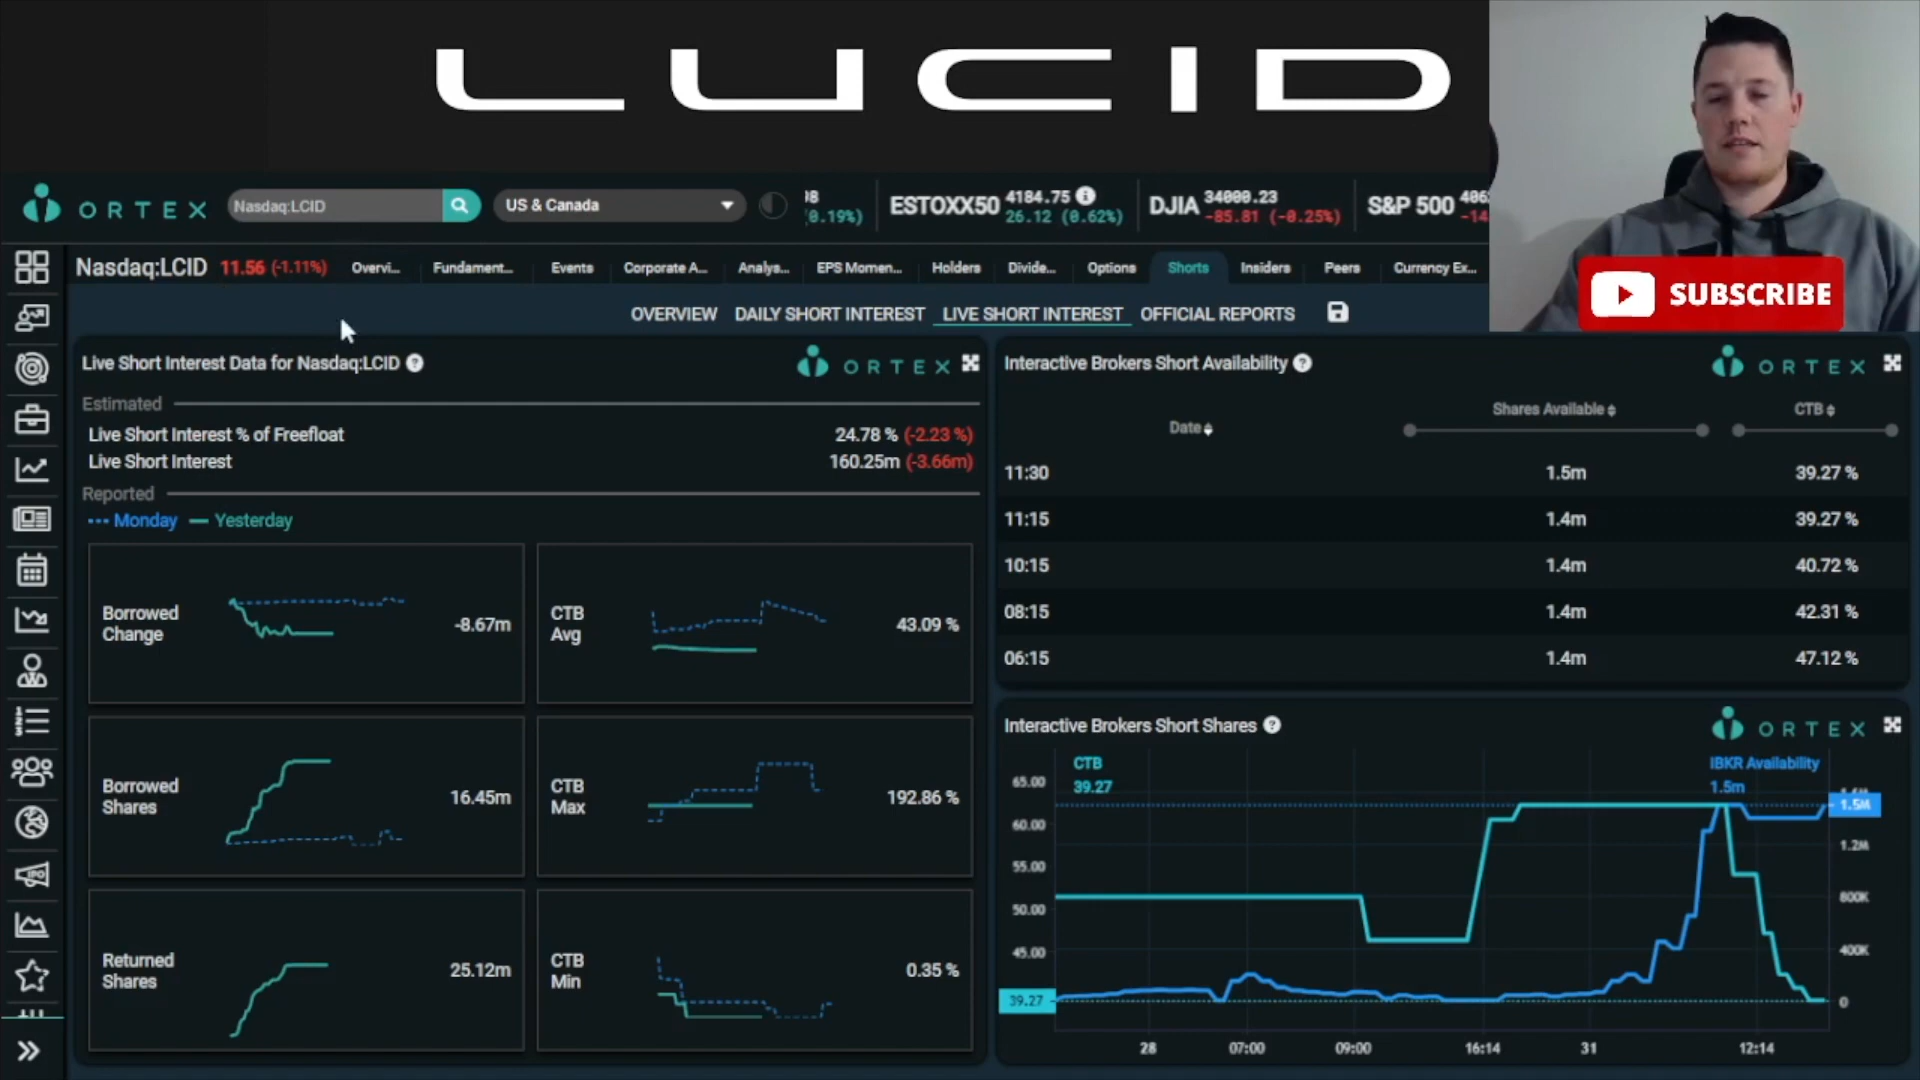 LUCID
ORTEX
Nasdaq:LCID
US & Canada
(0.19%)
ESTOXX50 4184.75 26.12 (0.62%)
DJIA 34000.23 -85.81 (-0.25%)
S&P 500
Nasdaq:LCID 11.56 (-1.11%)
Overvi... Fundament... Events Corporate A... Analys... EPS Momen... Holders Divide... Options Shorts Insiders Peers Currency Ex...
SUBSCRIBE
OVERVIEW DAILY SHORT INTEREST LIVE SHORT INTEREST OFFICIAL REPORTS
Live Short Interest Data for Nasdaq:LCID
ORTEX
Estimated
Live Short Interest % of Freefloat 24.78 % (-2.23 %)
Live Short Interest 160.25m (-3.66m)
Reported
Monday Yesterday
Borrowed Change -8.67m
CTB Avg 43.09 %
Borrowed Shares 16.45m
CTB Max 192.86 %
Returned Shares 25.12m
CTB Min 0.35 %
Interactive Brokers Short Availability
ORTEX
Date Shares Available CTB
11:30 1.5m 39.27 %
11:15 1.4m 39.27 %
10:15 1.4m 40.72 %
08:15 1.4m 42.31 %
06:15 1.4m 47.12 %
Interactive Brokers Short Shares
ORTEX
CTB
39.27
IBKR Availability
1.5m
65.00
60.00
55.00
50.00
45.00
39.27
1.5M
1.2M
800K
400K
0
28 07:00 09:00 16:14 31 12:14